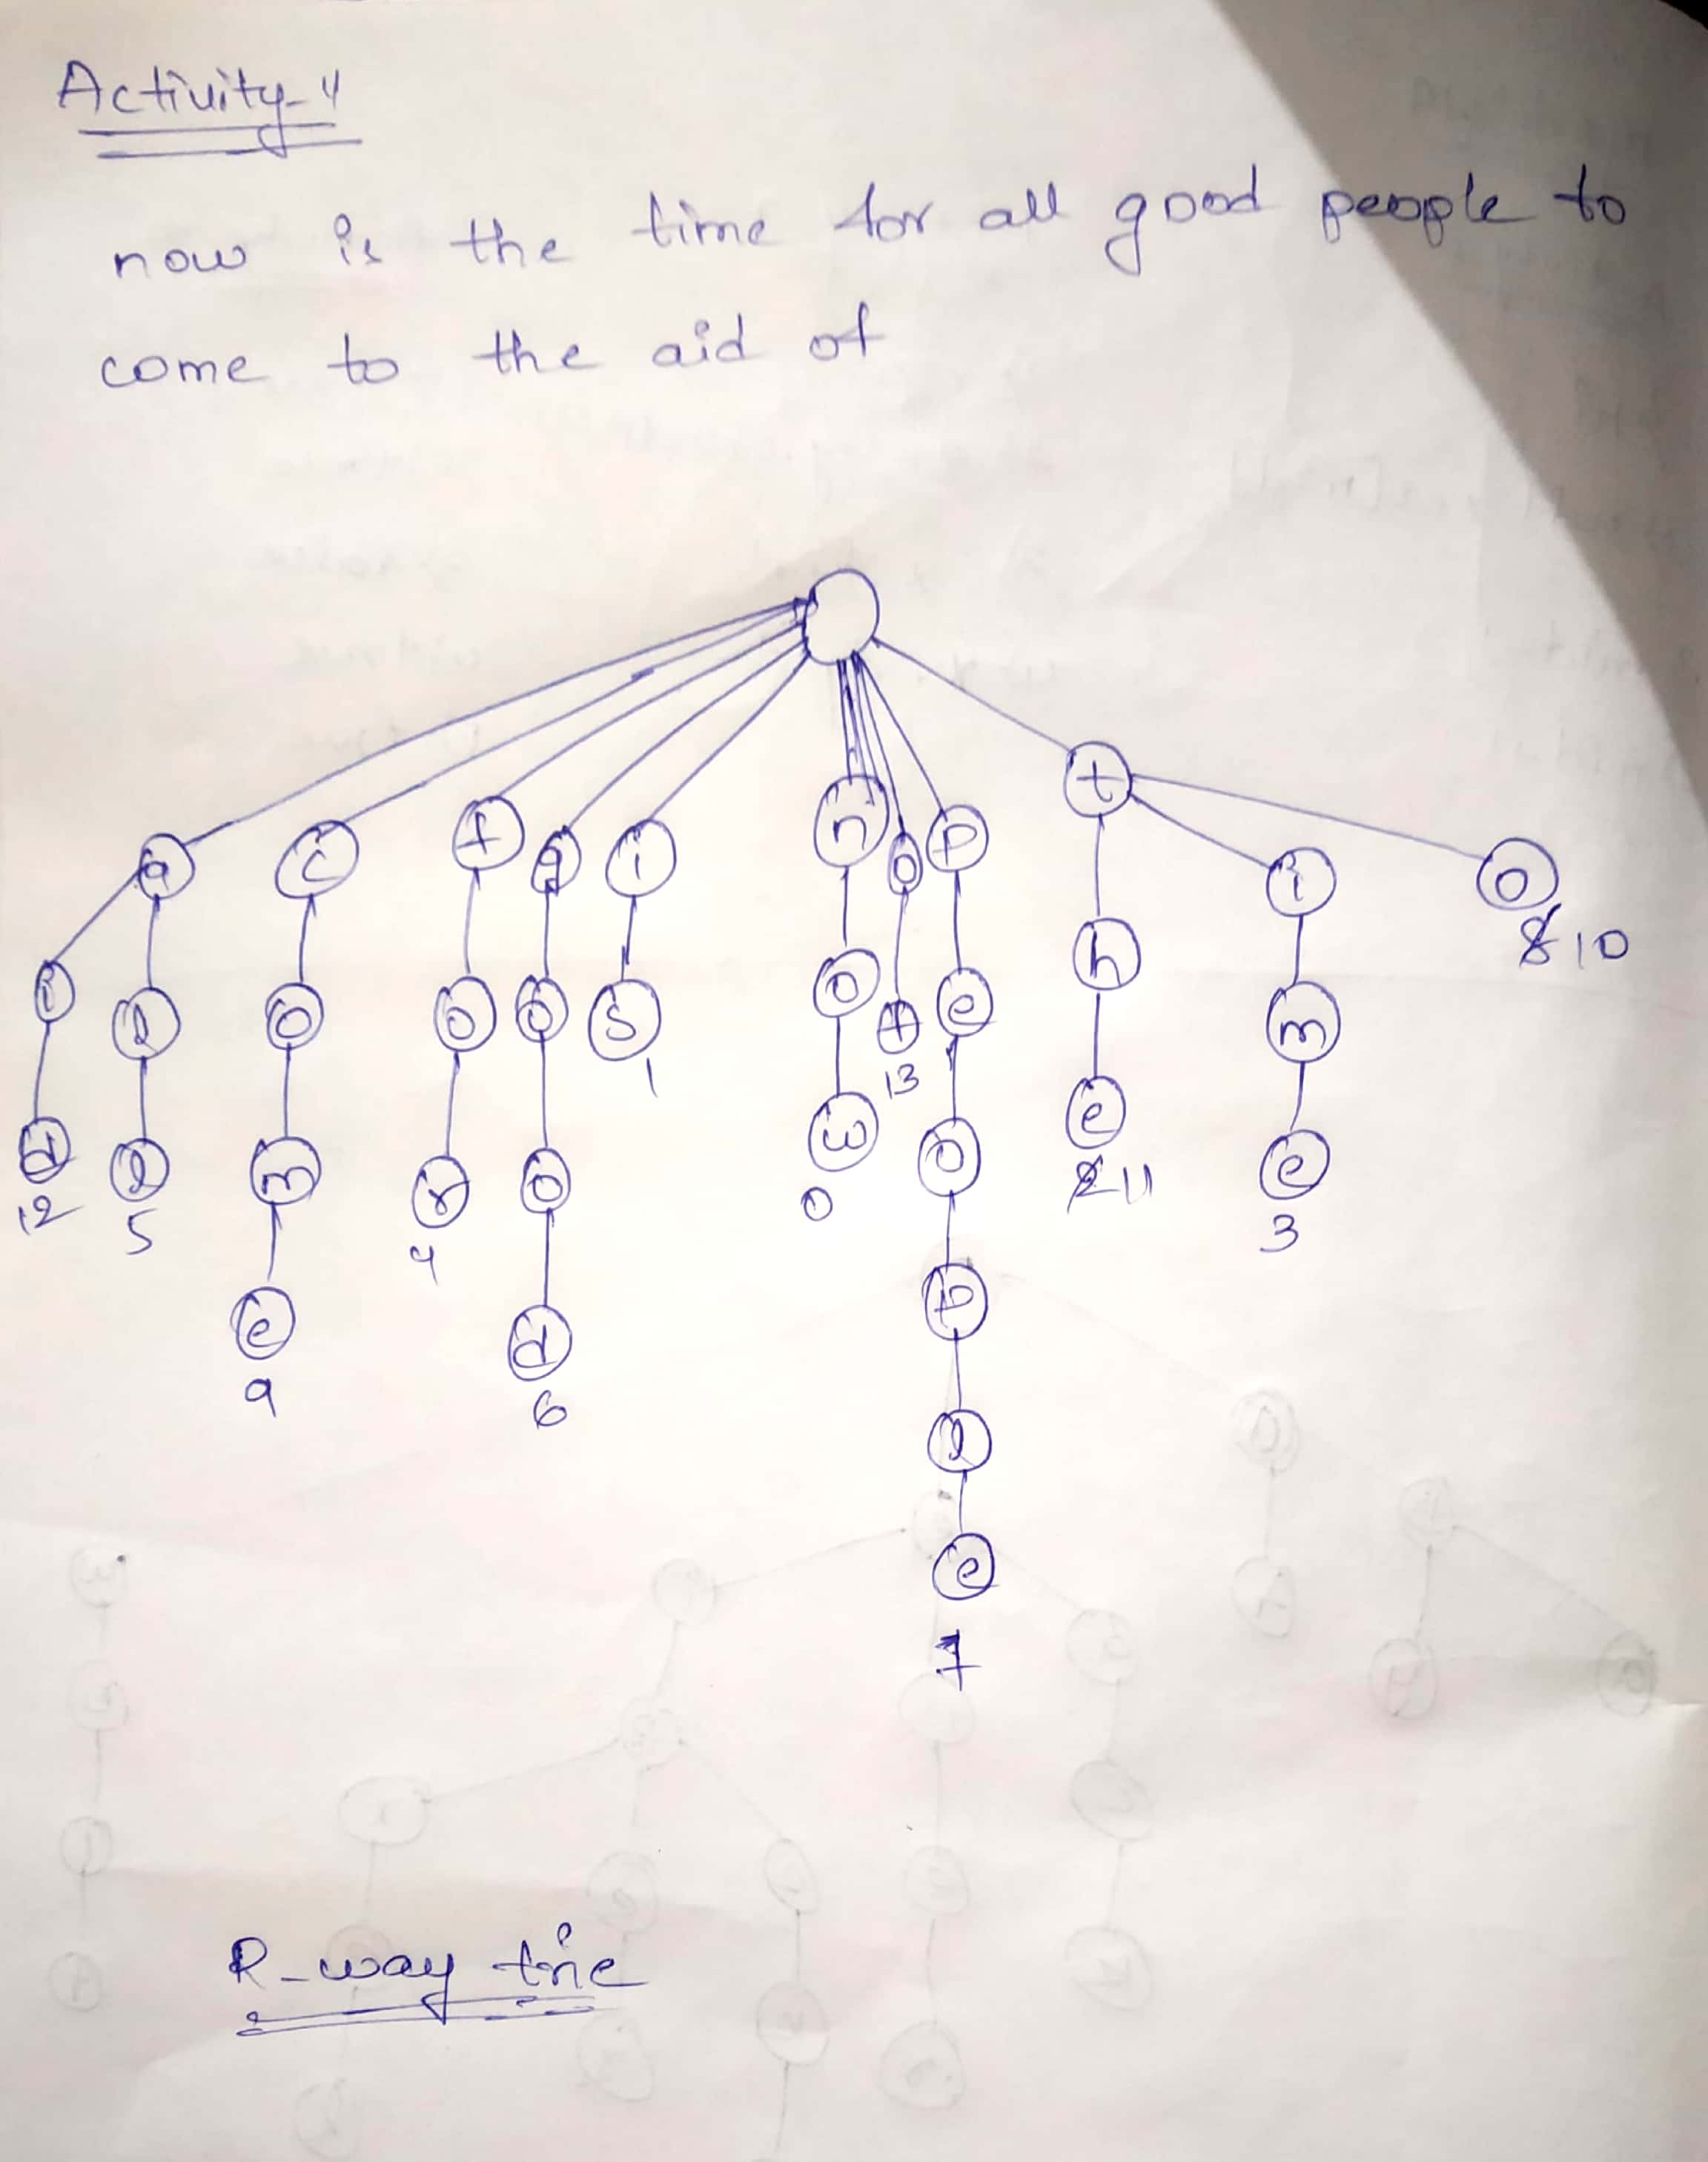 Activity-4
now is the time for all good people to
come to the aid of
t
n
f o p
a c g i i o
8 10
h
i l o o o s o f e m
1
13
e
d l m r o w o e
2 11
12 5 4 0 3
e d p
9 6
l
e
7
R-way trie